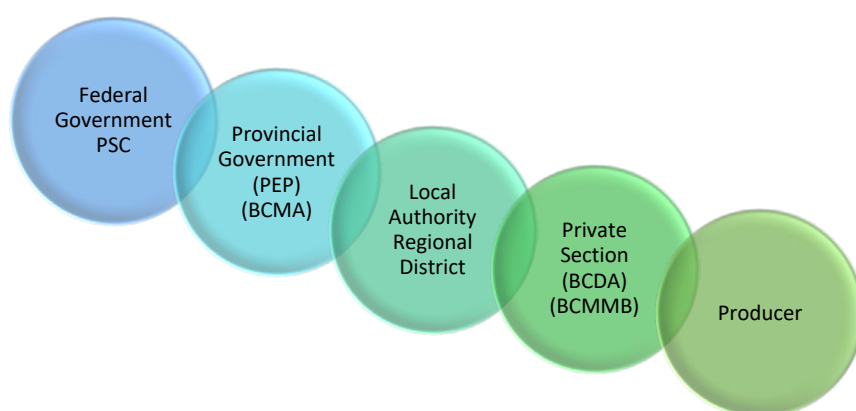 Federal
Government
PSC
Provincial
Government
(PEP)
(BCMA)
Local
Authority
Regional
District
Private
Section
(BCDA)
(BCMMB)
Producer